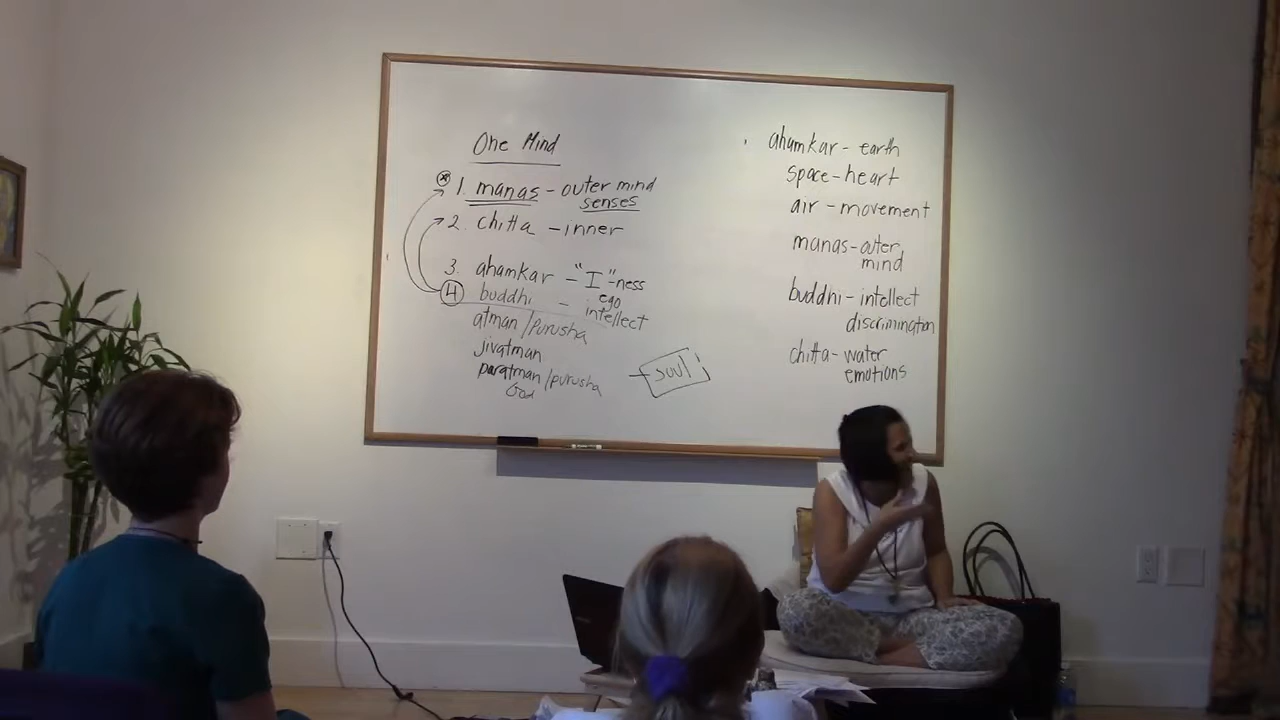 One Mind
1. manas - outer mind
senses
2. chitta - inner
3. ahamkar - "I"-ness
ego
4 buddhi - intellect
atman/purusha
jivatman
paratman/purusha
God
soul
ahamkar - earth
space - heart
air - movement
manas - outer
mind
buddhi - intellect
discrimination
chitta - water
emotions